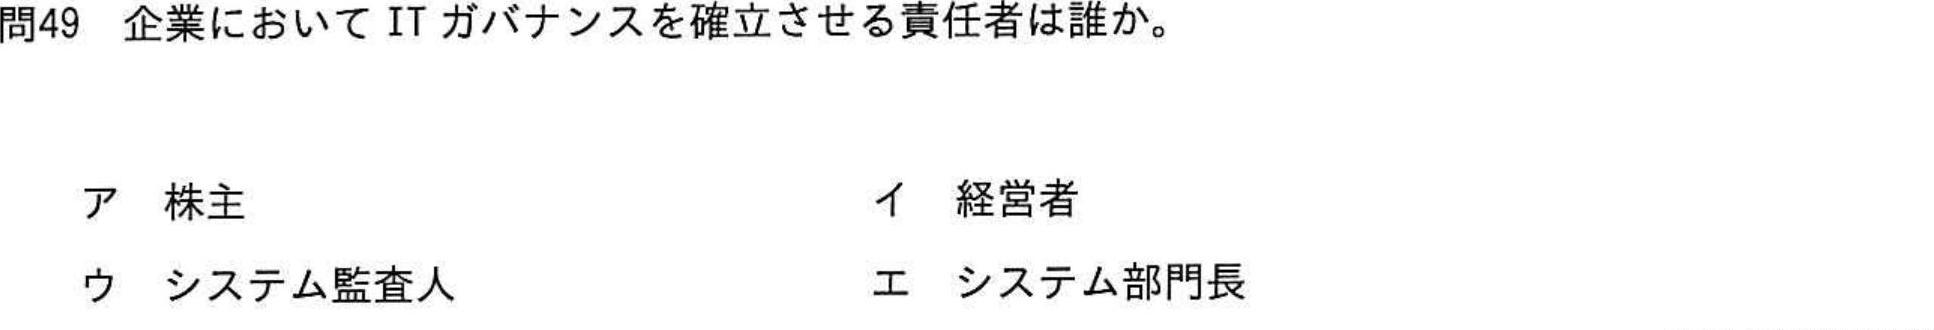 問49 企業において IT ガバナンスを確立させる責任者は誰か。
ア 株主 イ 経営者
ウ システム監査人 エ システム部門長